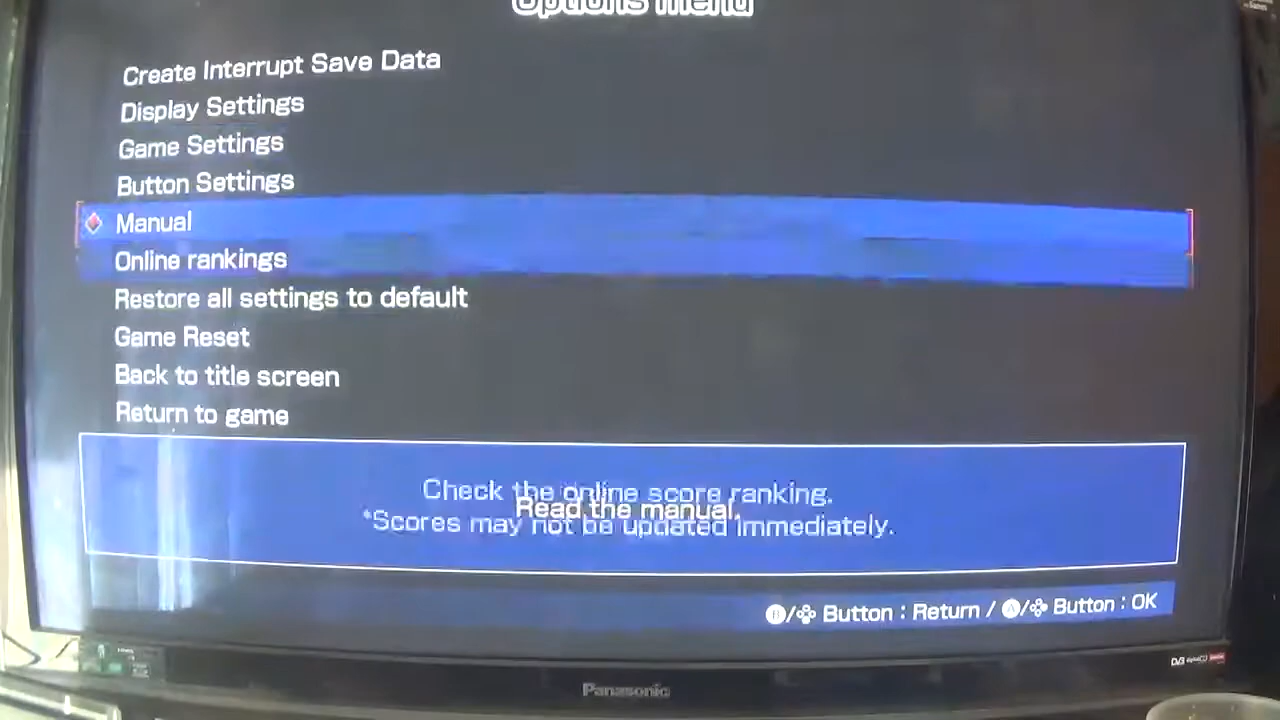 Options menu
Create Interrupt Save Data
Display Settings
Game Settings
Button Settings
Manual
Online rankings
Restore all settings to default
Game Reset
Back to title screen
Return to game
Check the online score ranking.
Read the manual.
*Scores may not be updated immediately.
B/ Button : Return / A/ Button : OK
Panasonic